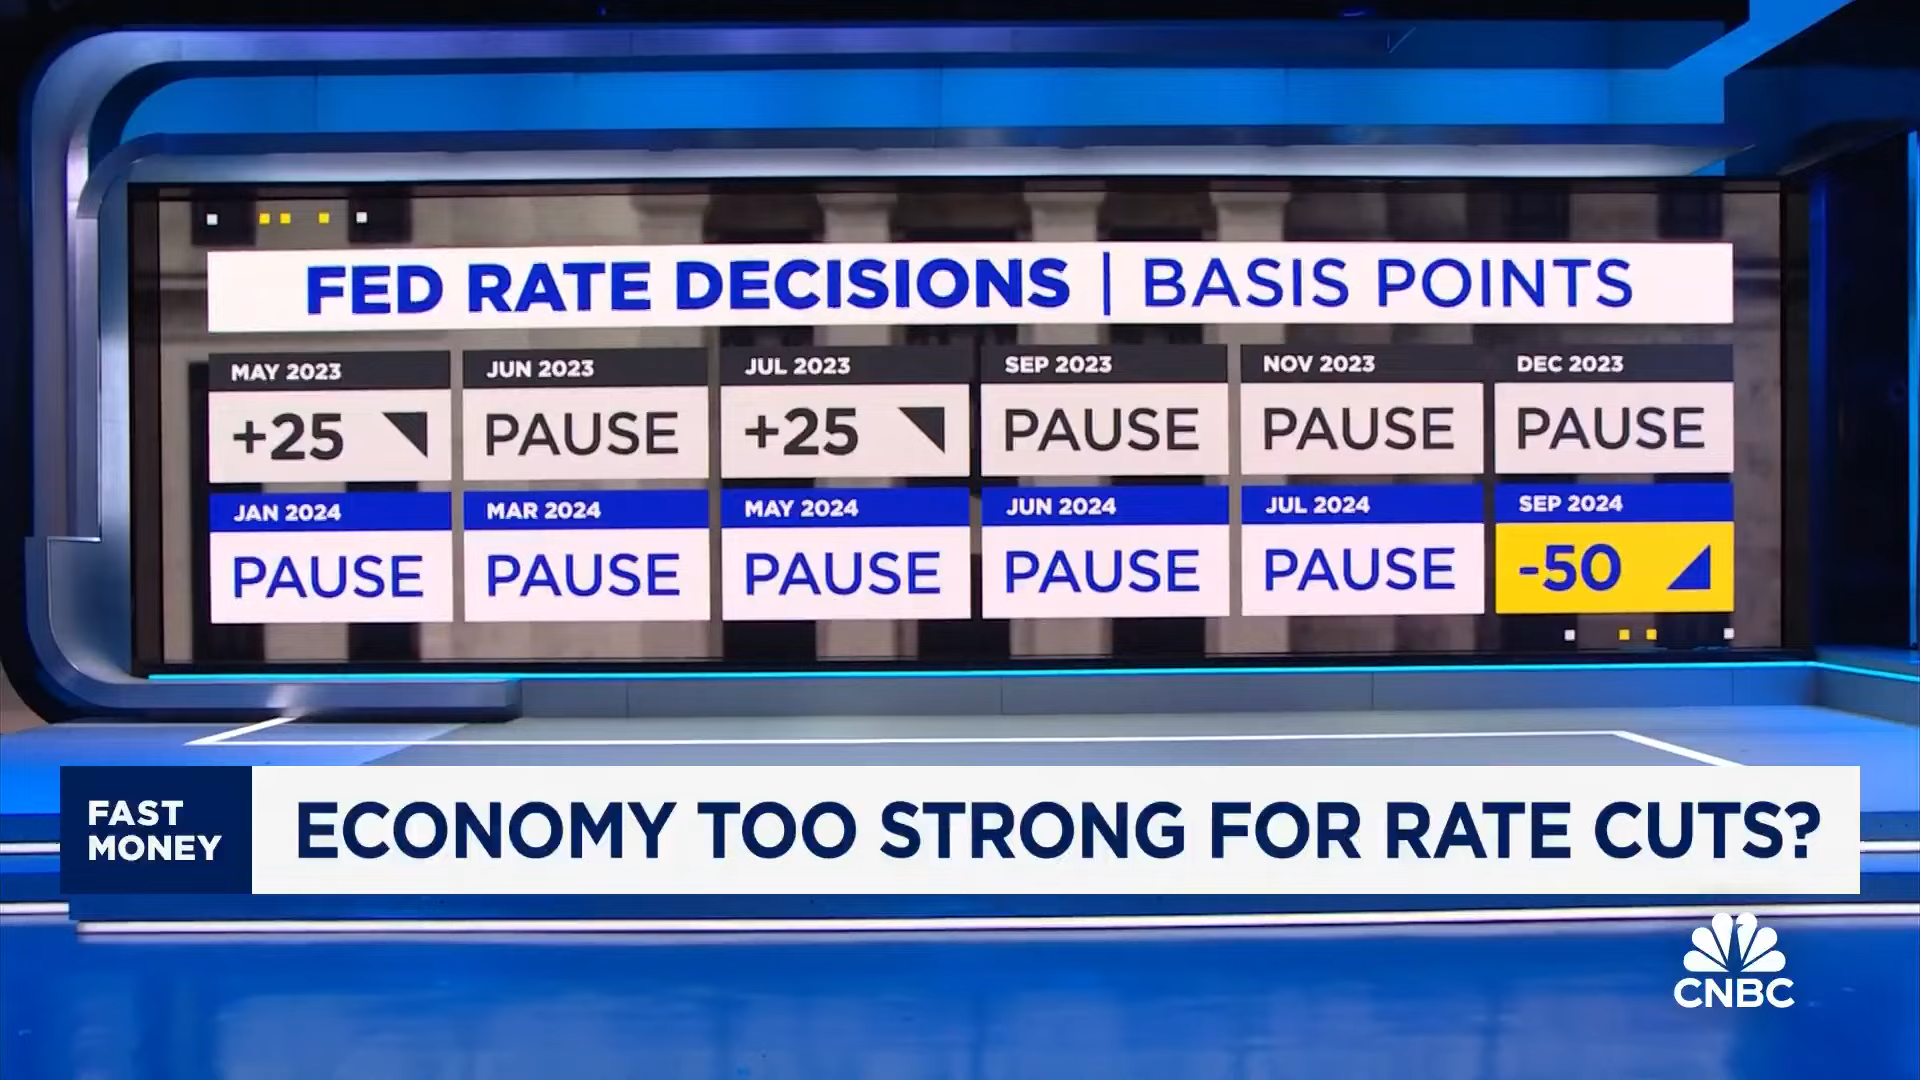 FED RATE DECISIONS | BASIS POINTS
MAY 2023
JUN 2023
JUL 2023
SEP 2023
NOV 2023
DEC 2023
+25
PAUSE
+25
PAUSE
PAUSE
PAUSE
JAN 2024
MAR 2024
MAY 2024
JUN 2024
JUL 2024
SEP 2024
PAUSE
PAUSE
PAUSE
PAUSE
PAUSE
-50
FAST
MONEY
ECONOMY TOO STRONG FOR RATE CUTS?
CNBC